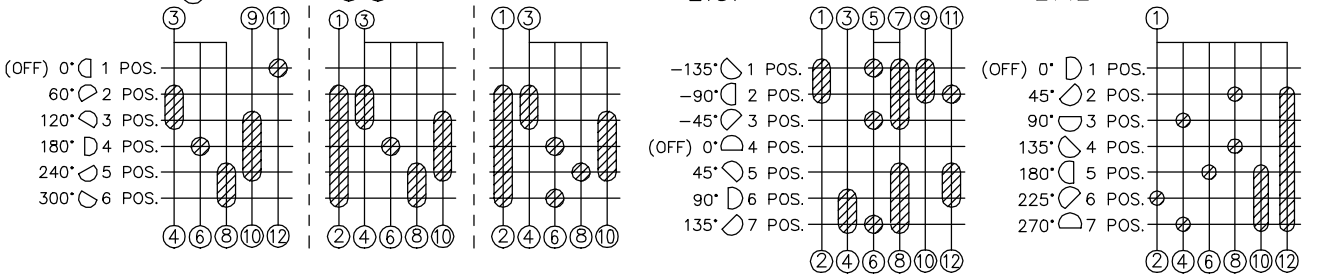 ③ ⑨ ⑪
(OFF) 0° 1 POS.
60° 2 POS.
120° 3 POS.
180° 4 POS.
240° 5 POS.
300° 6 POS.
④ ⑥ ⑧ ⑩ ⑫
① ③
② ④ ⑥ ⑧ ⑩
① ③
② ④ ⑥ ⑧ ⑩
① ③ ⑤ ⑦ ⑨ ⑪
-135° 1 POS.
-90° 2 POS.
-45° 3 POS.
(OFF) 0° 4 POS.
45° 5 POS.
90° 6 POS.
135° 7 POS.
② ④ ⑥ ⑧ ⑩ ⑫
①
(OFF) 0° 1 POS.
45° 2 POS.
90° 3 POS.
135° 4 POS.
180° 5 POS.
225° 6 POS.
270° 7 POS.
② ④ ⑥ ⑧ ⑩ ⑫